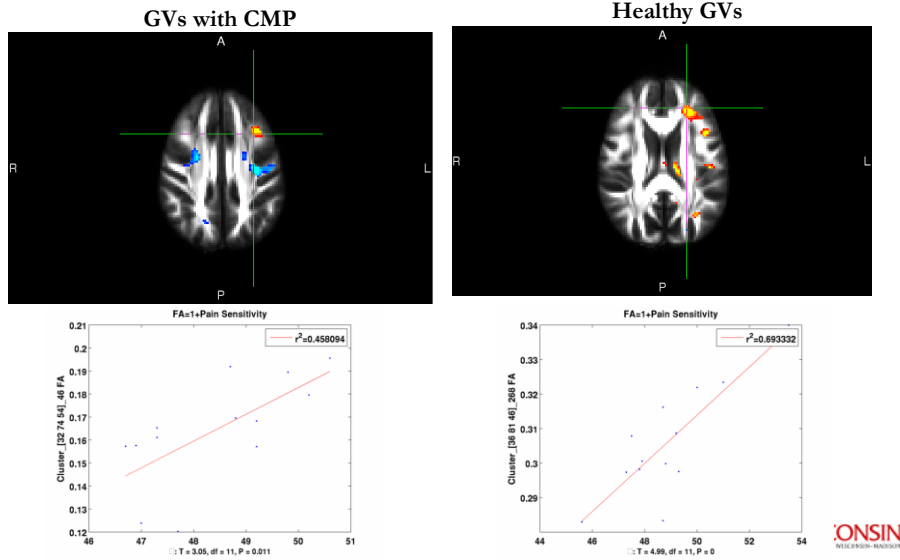 GVs with CMP
Healthy GVs
A
R
L
P
A
R
L
P
FA=1+Pain Sensitivity
r²=0.458094
Cluster_[32 74 54]_46 FA
0.21
0.2
0.19
0.18
0.17
0.16
0.15
0.14
0.13
0.12
46
47
48
49
50
51
: T = 3.05, df = 11, P = 0.011
FA=1+Pain Sensitivity
r²=0.693332
Cluster_[36 81 46]_268 FA
0.34
0.33
0.32
0.31
0.3
0.29
44
46
48
50
52
54
: T = 4.99, df = 11, P = 0
ONSIN